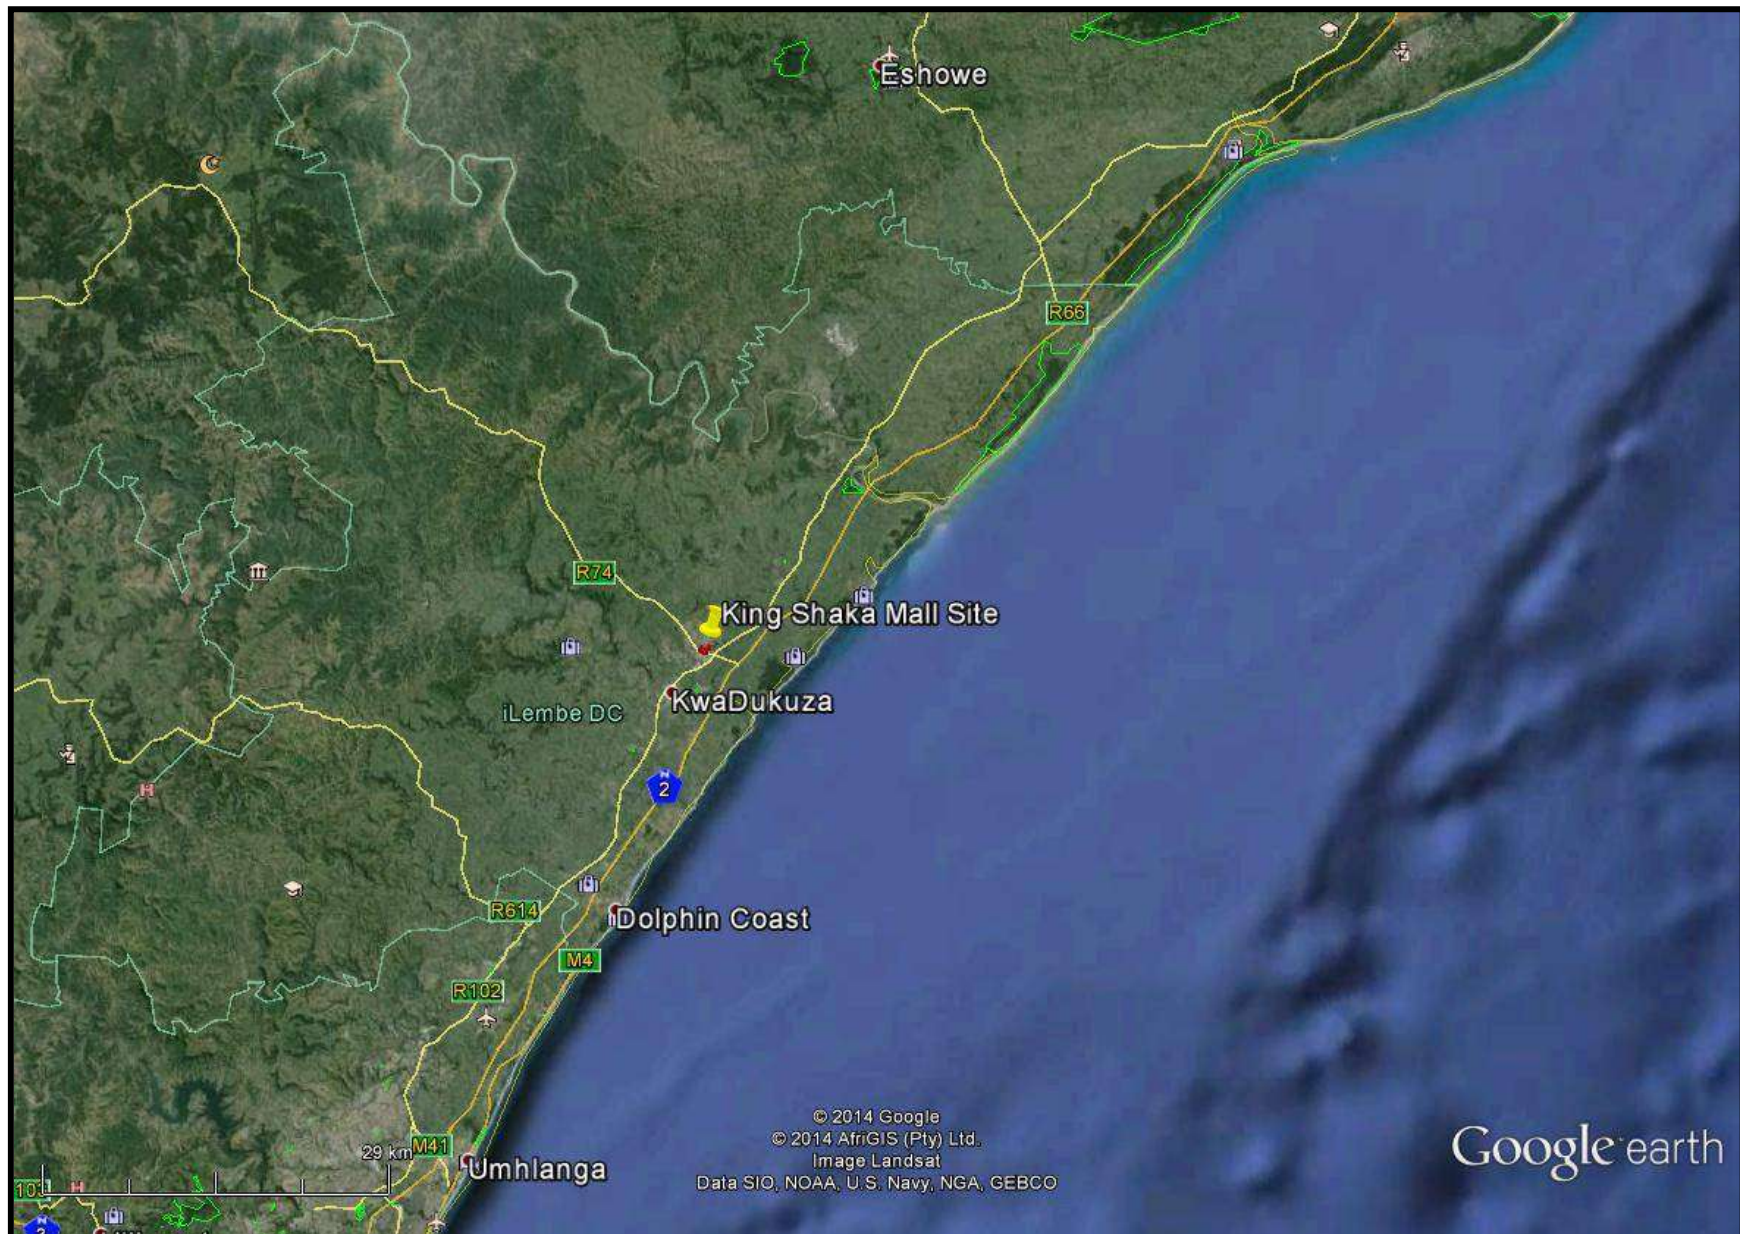 Eshowe
R66
R74
King Shaka Mall Site
KwaDukuza
iLembe DC
N
2
R614
Dolphin Coast
M4
R102
© 2014 Google
© 2014 AfriGIS (Pty) Ltd.
Image Landsat
Data SIO, NOAA, U.S. Navy, NGA, GEBCO
Google earth
29 km
M41
Umhlanga
H
H
N
2